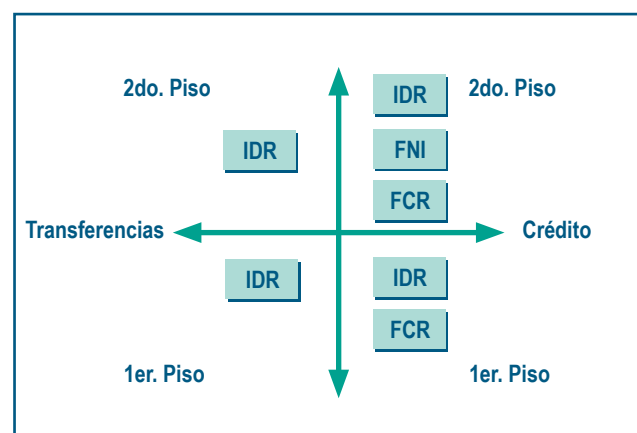 2do. Piso
IDR
2do. Piso
IDR
FNI
FCR
Transferencias
Crédito
IDR
IDR
FCR
1er. Piso
1er. Piso